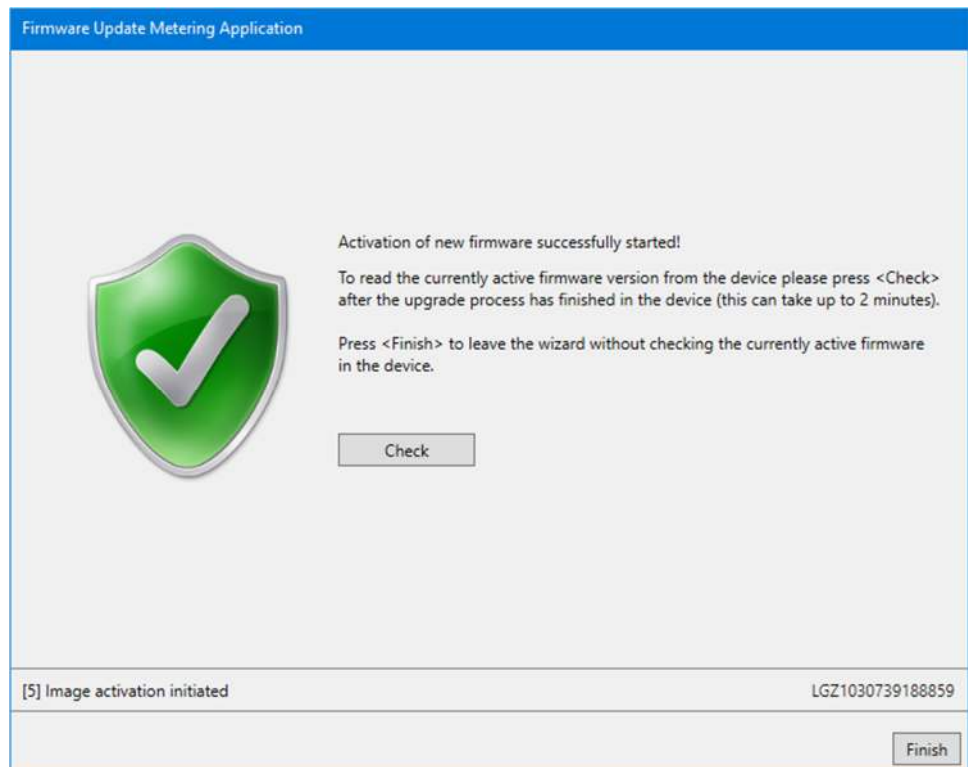 Firmware Update Metering Application
Activation of new firmware successfully started!
To read the currently active firmware version from the device please press <Check>
after the upgrade process has finished in the device (this can take up to 2 minutes).
Press <Finish> to leave the wizard without checking the currently active firmware
in the device.
Check
[5] Image activation initiated
LGZ1030739188859
Finish